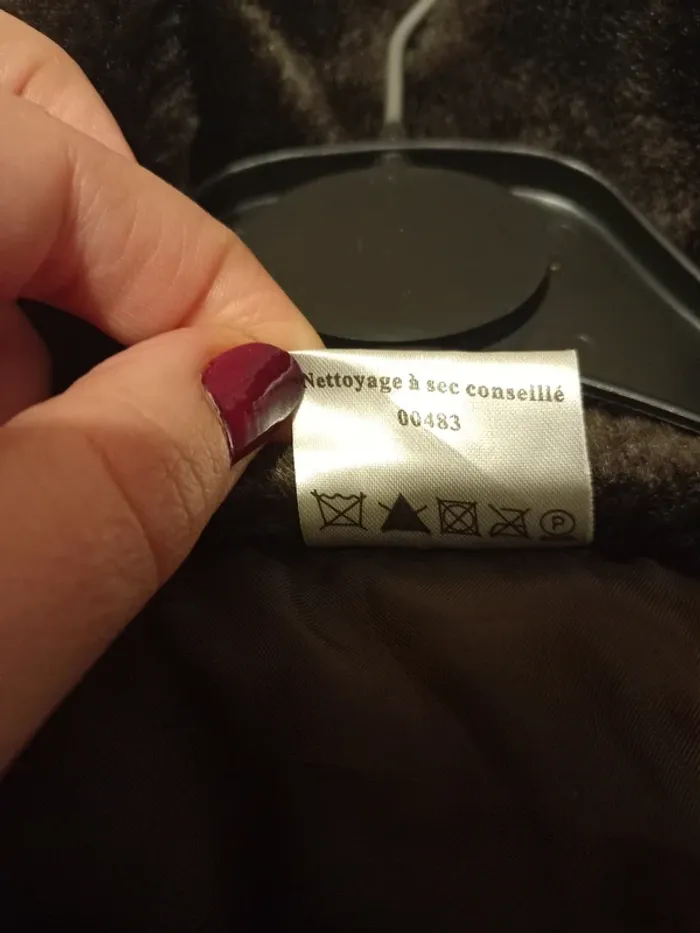 Nettoyage à sec conseillé
00483
P